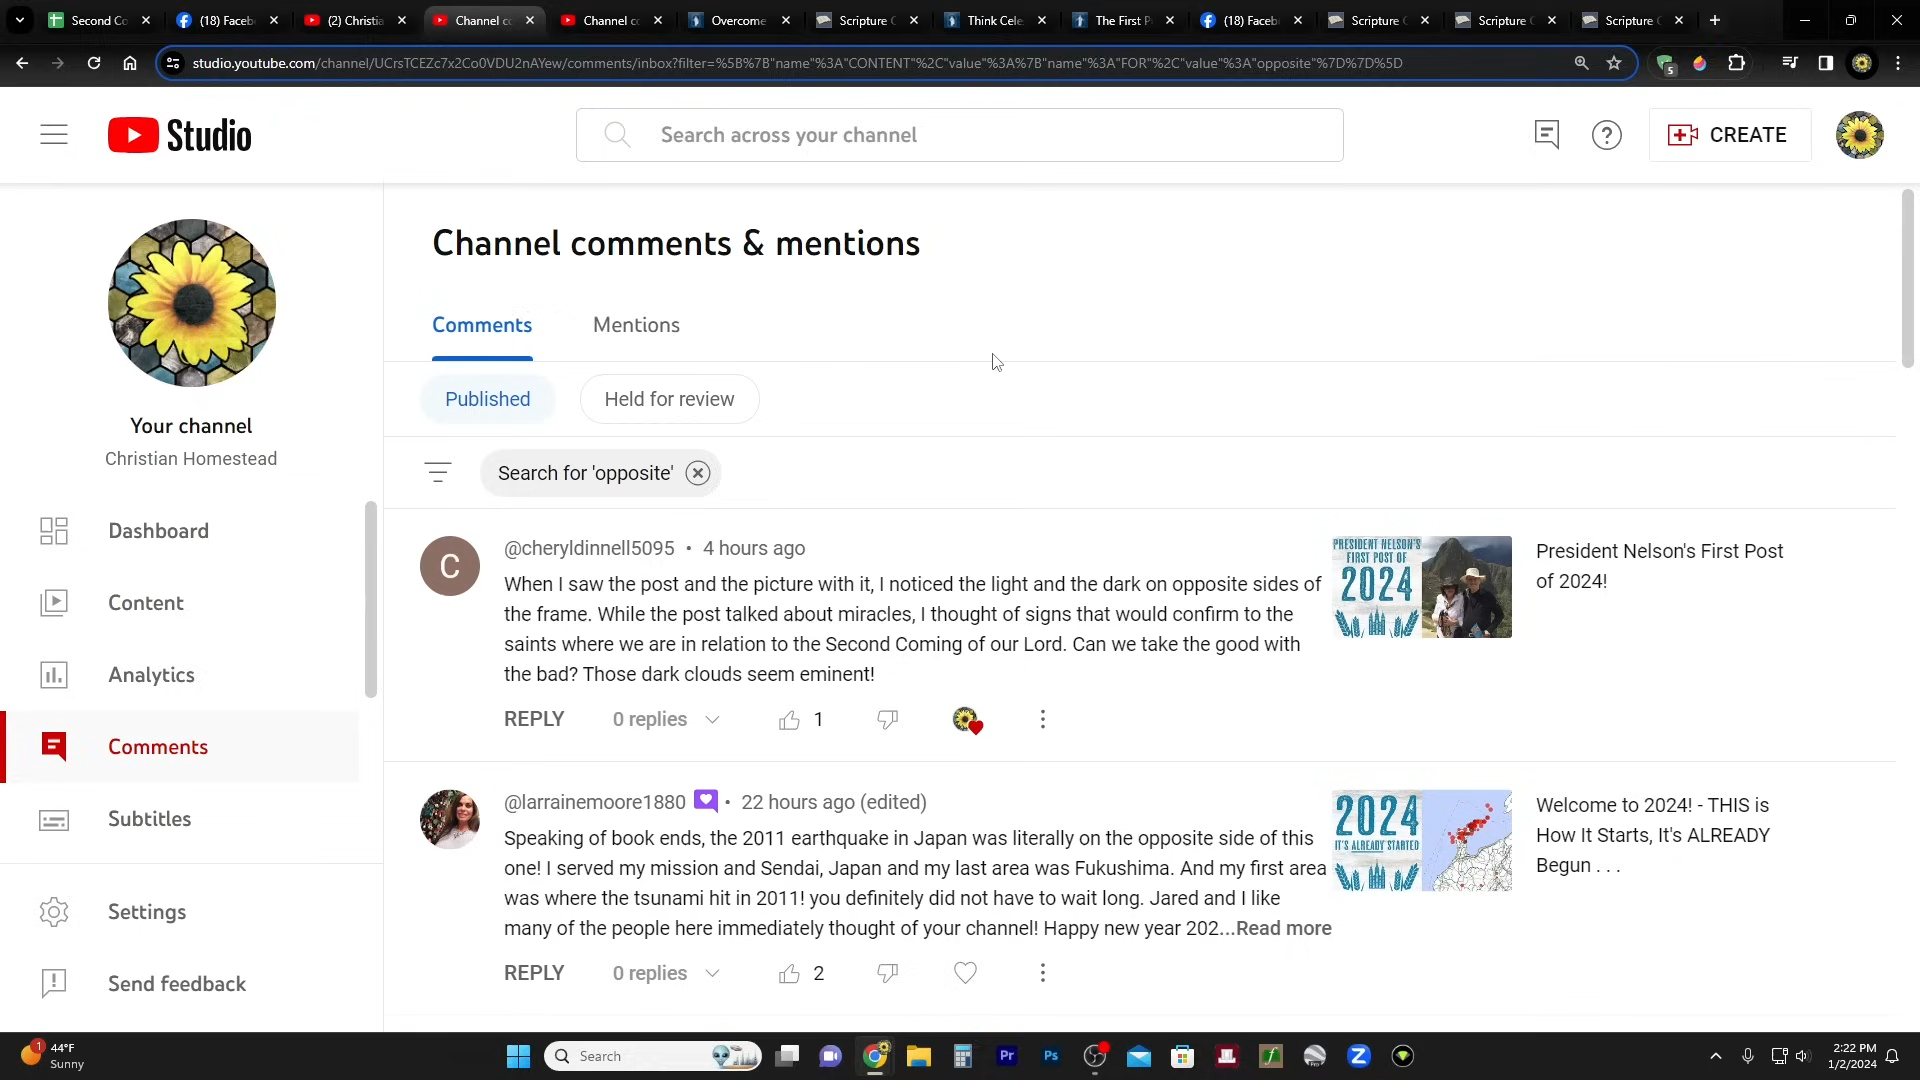 Second Co
(18) Faceb
(2) Christia
Channel co
Channel co
Overcome
Scripture C
Think Cele
The First P
(18) Faceb
Scripture C
Scripture C
Scripture C
studio.youtube.com/channel/UCrsTCEZc7x2Co0VDU2nAYew/comments/inbox?filter=%5B%7B"name"%3A"CONTENT"%2C"value"%3A%7B"name"%3A"FOR"%2C"value"%3A"opposite"%7D%7D%5D
5
Studio
Search across your channel
CREATE
Your channel
Christian Homestead
Dashboard
Content
Analytics
Comments
Subtitles
Settings
Send feedback
Channel comments & mentions
Comments
Mentions
Published
Held for review
Search for 'opposite'
C
@cheryldinnell5095 • 4 hours ago
When I saw the post and the picture with it, I noticed the light and the dark on opposite sides of
the frame. While the post talked about miracles, I thought of signs that would confirm to the
saints where we are in relation to the Second Coming of our Lord. Can we take the good with
the bad? Those dark clouds seem eminent!
REPLY
0 replies
1
PRESIDENT NELSON'S
FIRST POST OF
2024
President Nelson's First Post
of 2024!
@larrainemoore1880 • 22 hours ago (edited)
Speaking of book ends, the 2011 earthquake in Japan was literally on the opposite side of this
one! I served my mission and Sendai, Japan and my last area was Fukushima. And my first area
was where the tsunami hit in 2011! you definitely did not have to wait long. Jared and I like
many of the people here immediately thought of your channel! Happy new year 202...Read more
REPLY
0 replies
2
2024
IT'S ALREADY STARTED
Welcome to 2024! - THIS is
How It Starts, It's ALREADY
Begun . . .
1
44°F
Sunny
Search
Pr
Ps
2:22 PM
1/2/2024